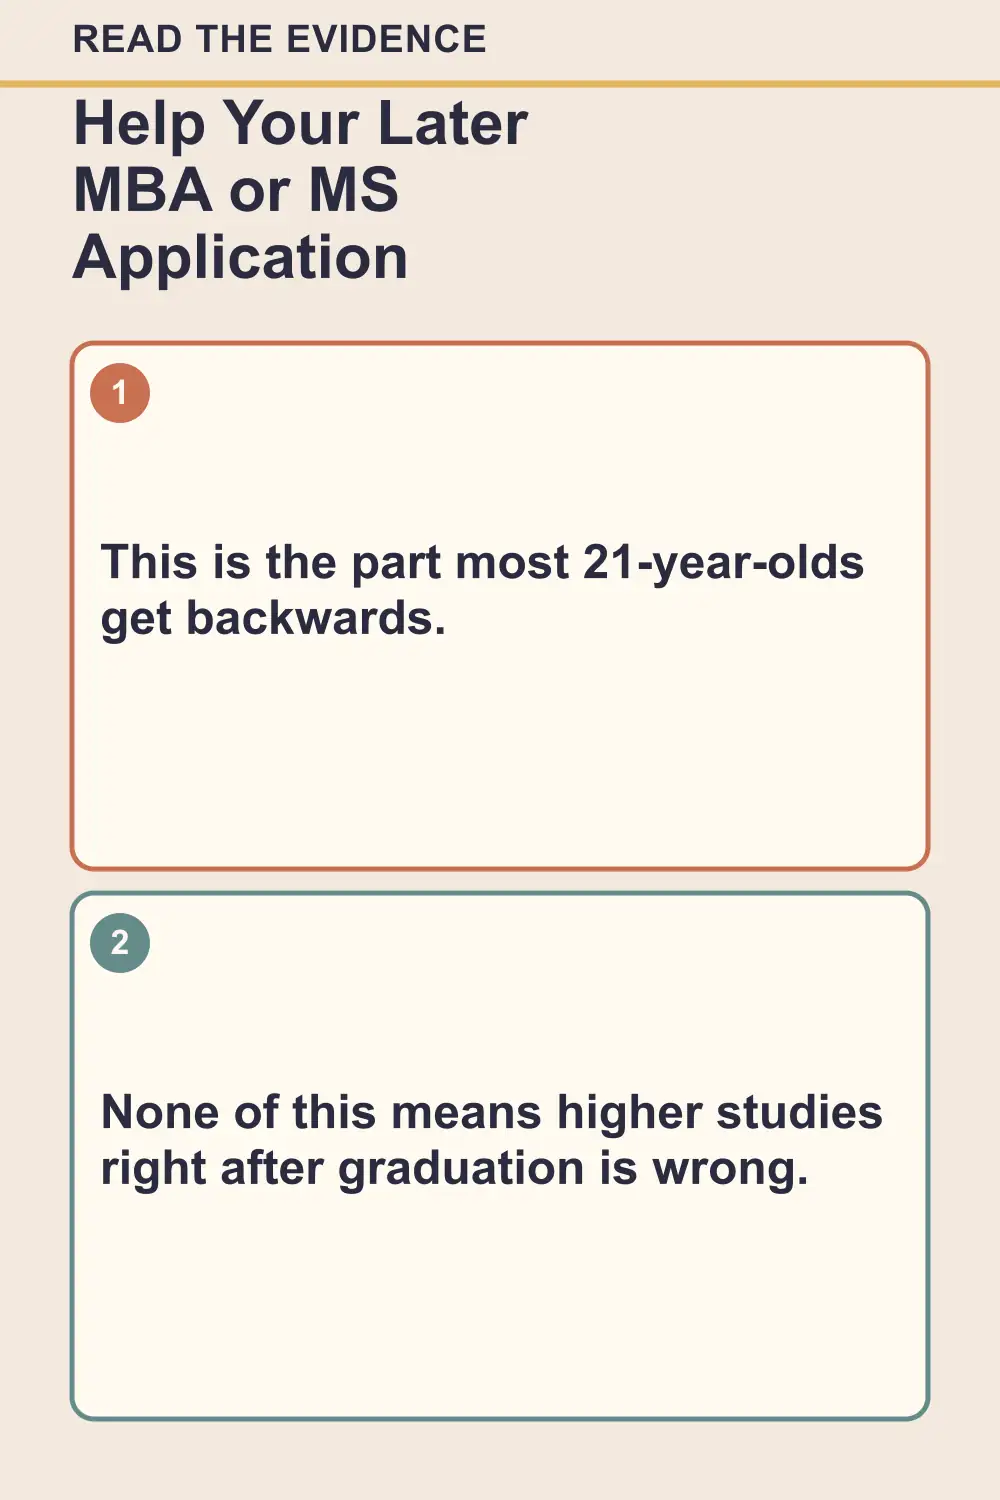 READ THE EVIDENCE
Help Your Later
MBA or MS
Application
1
This is the part most 21-year-olds
get backwards.
2
None of this means higher studies
right after graduation is wrong.